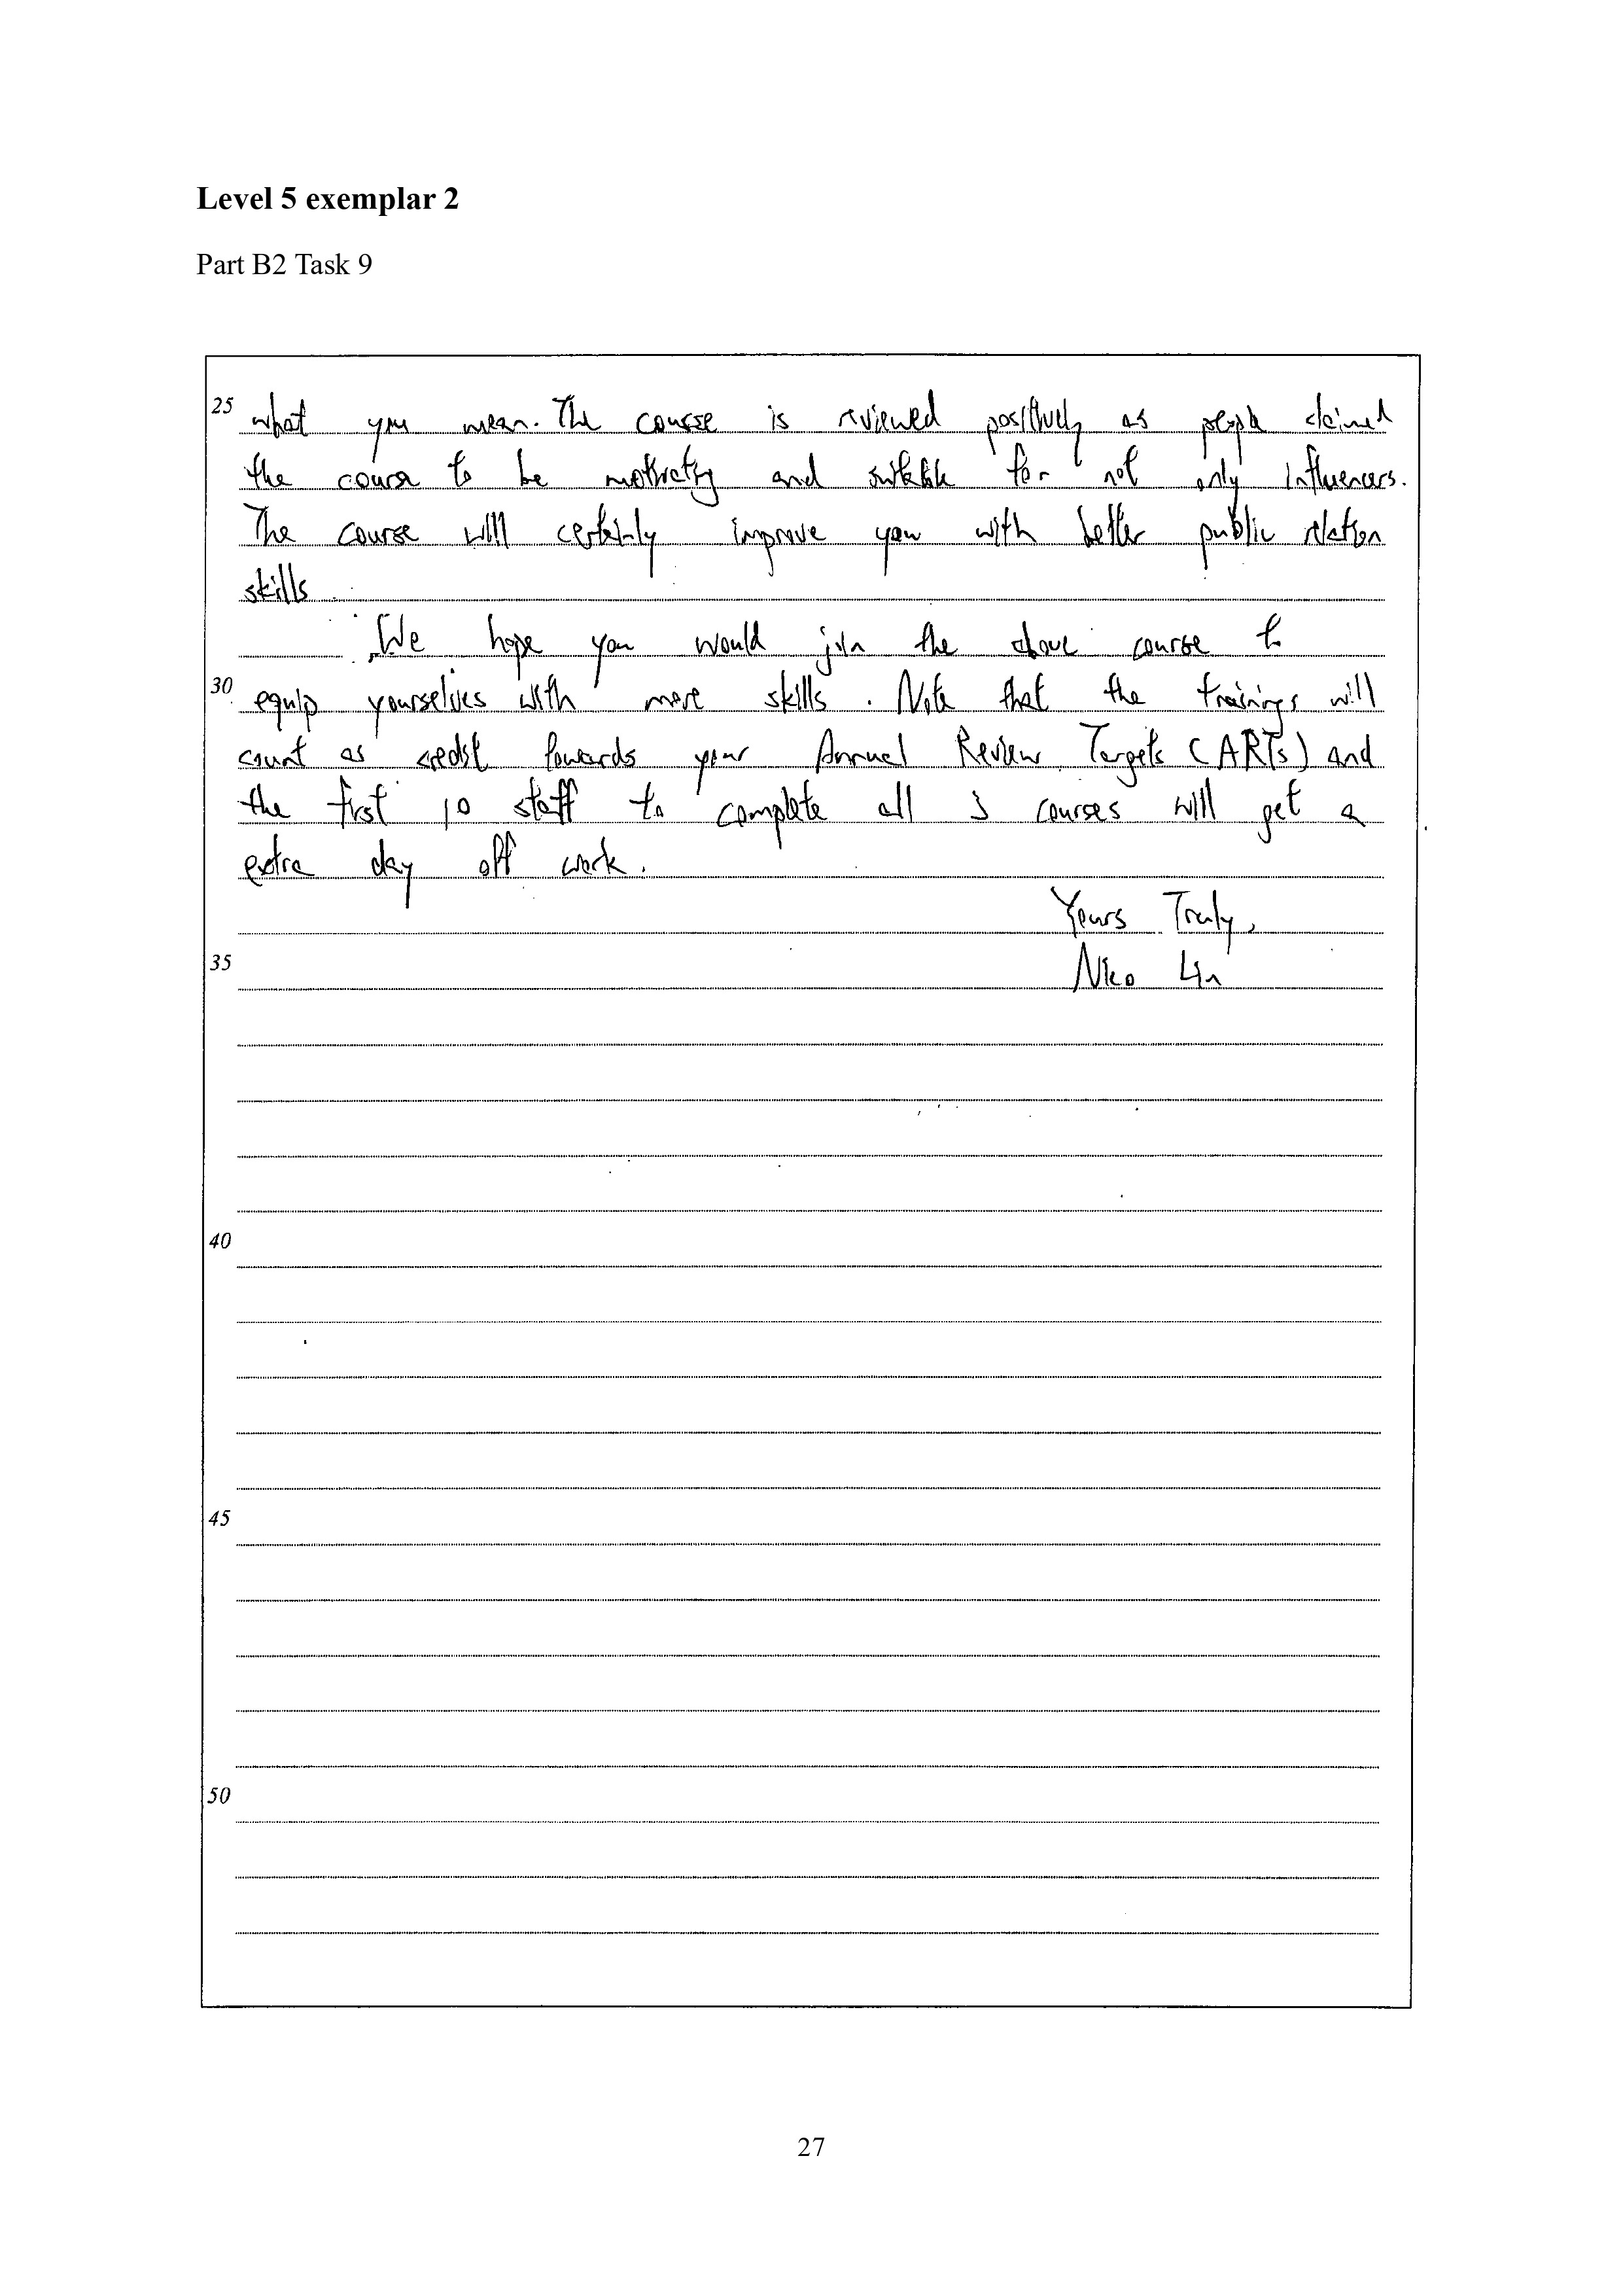 Level 5 exemplar 2
Part B2 Task 9
25 what you mean. The course is reviewed positively as people claimed
the course to be motivating and suitable for not only influencers.
The course will certainly improve you with better public relation
skills.
We hope you would join the above course to
30 equip yourselves with more skills. Note that the trainings will
count as credit towards your Annual Review Targets (ARTs) and
the first 10 staff to complete all 3 courses will get a
extra day off work.
Yours Truly,
35 Nico Lin
40
45
50
27